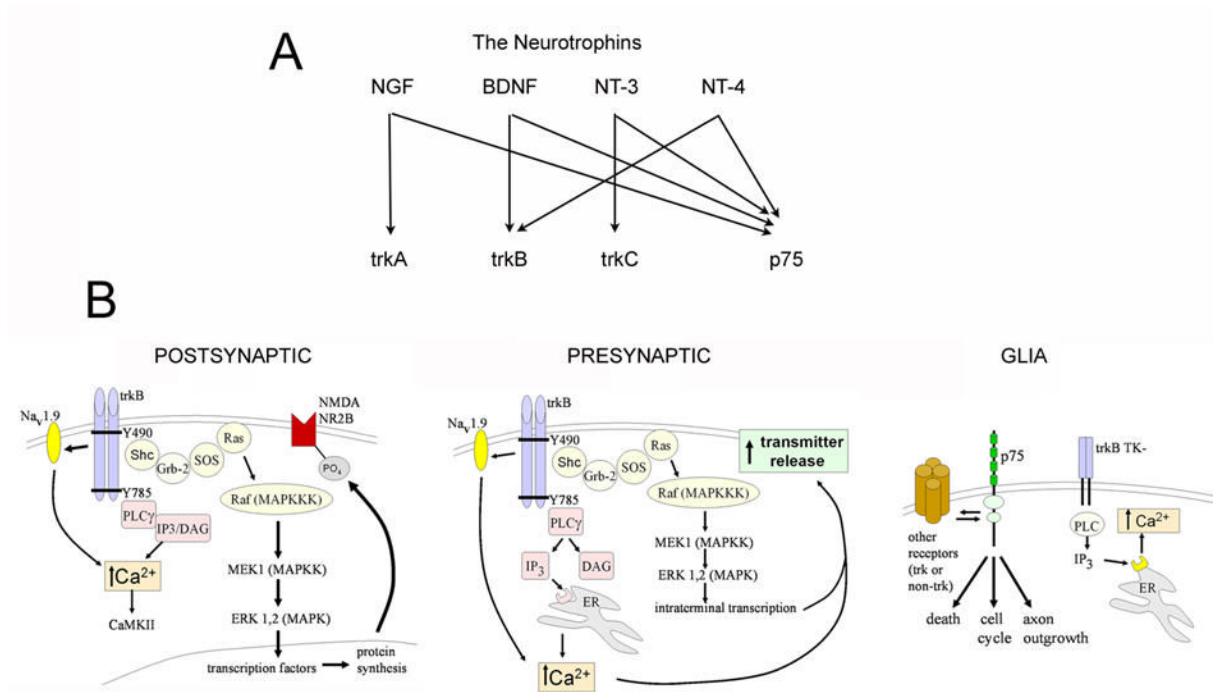 A
The Neurotrophins
NGF BDNF NT-3 NT-4
trkA trkB trkC p75
B
POSTSYNAPTIC
trkB
Nav1.9
NMDA
NR2B
Y490
Shc
Grb-2
SOS
Ras
PO4
Y785
Raf (MAPKKK)
PLCγ
IP3/DAG
Ca2+
MEK1 (MAPKK)
CaMKII
ERK 1,2 (MAPK)
transcription factors
protein
synthesis
PRESYNAPTIC
trkB
Nav1.9
Y490
Shc
Grb-2
SOS
Ras
transmitter
release
Y785
Raf (MAPKKK)
PLCγ
MEK1 (MAPKK)
IP3
DAG
ERK 1,2 (MAPK)
ER
intraterminal transcription
Ca2+
GLIA
p75
trkB TK-
PLC
Ca2+
other
receptors
(trk or
non-trk)
IP3
ER
death
cell
cycle
axon
outgrowth